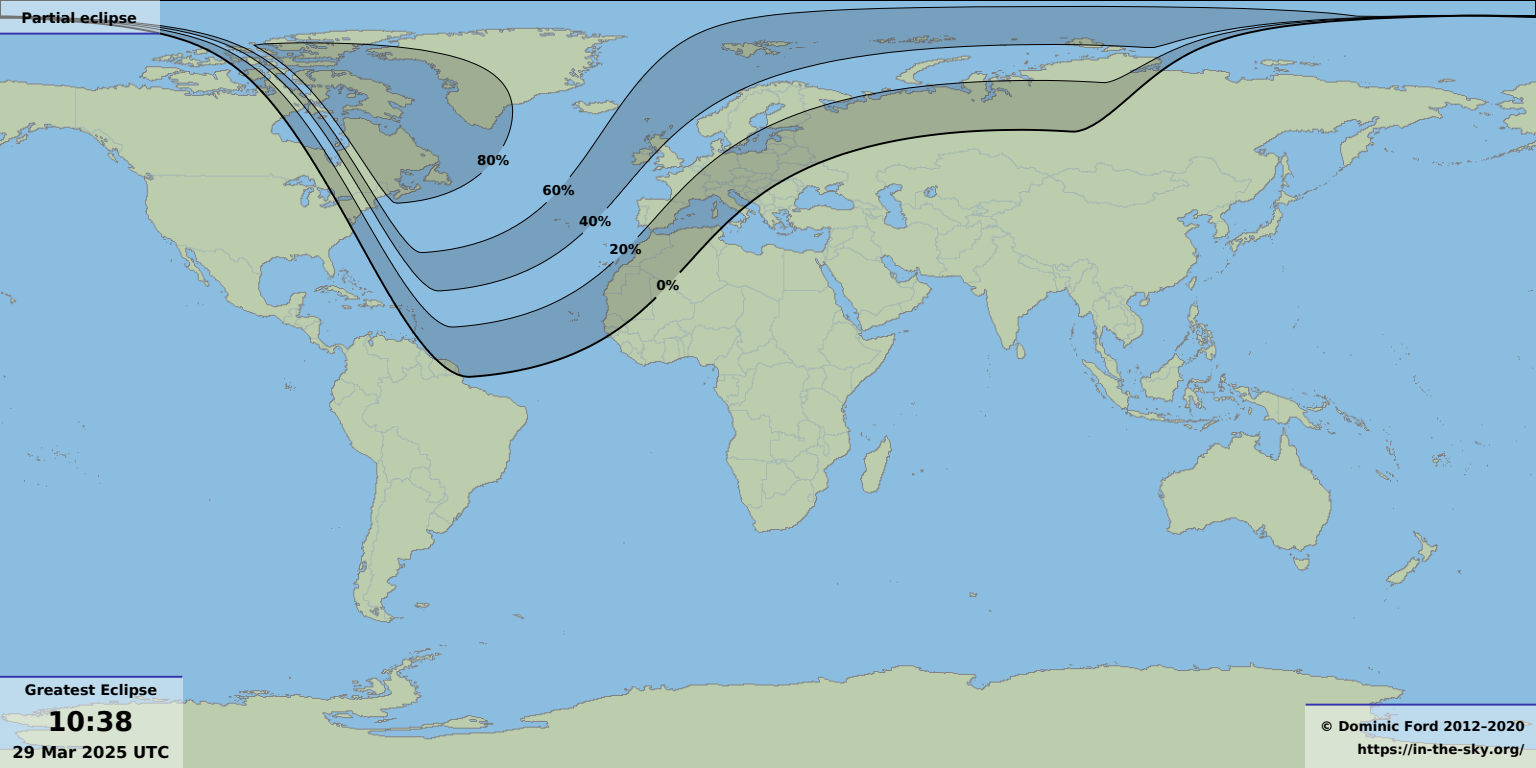 Partial eclipse
80%
60%
40%
20%
0%
Greatest Eclipse
10:38
29 Mar 2025 UTC
© Dominic Ford 2012–2020
https://in-the-sky.org/